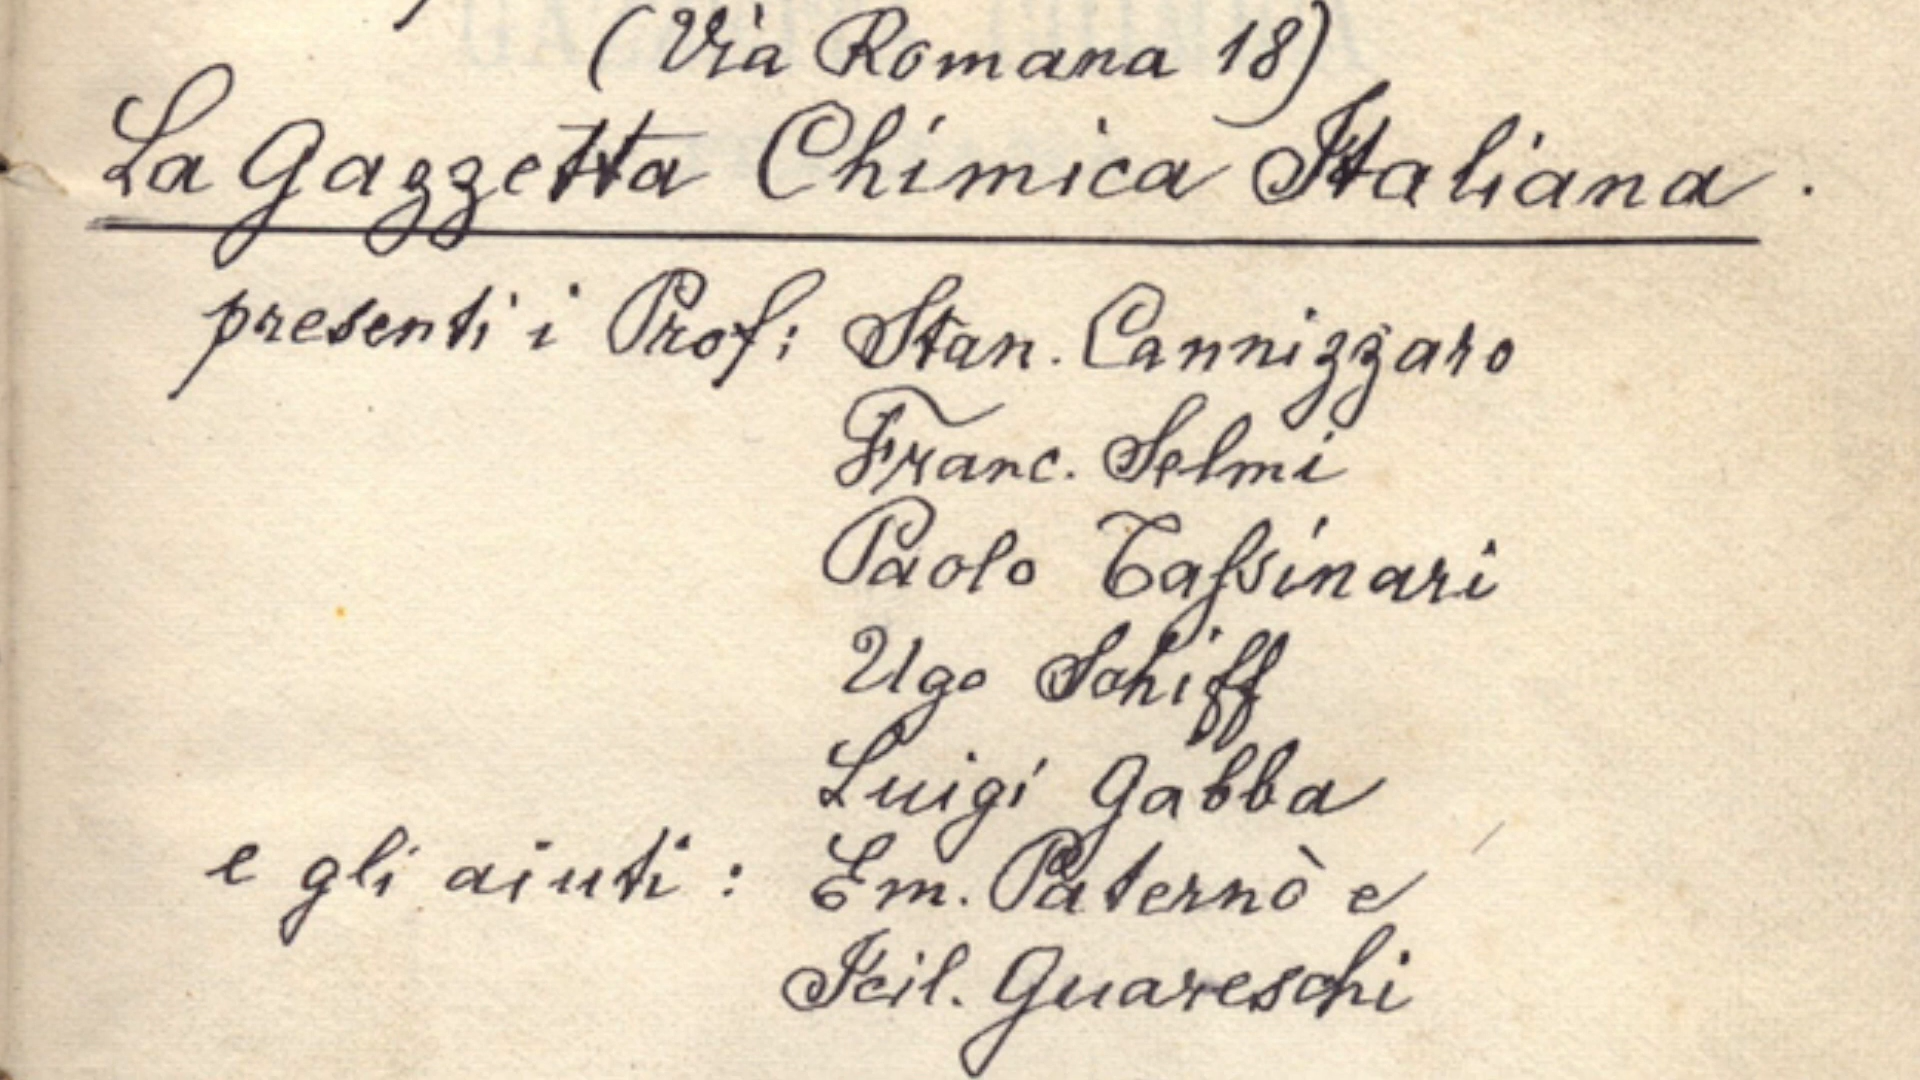 (Via Romana 18)
La Gazzetta Chimica Italiana.
presenti i Prof: Stan. Cannizzaro
Franc. Selmi
Paolo Tassinari
Ugo Schiff
Luigi Gabba
e gli aiuti: Em. Paternò e
Icil. Guareschi